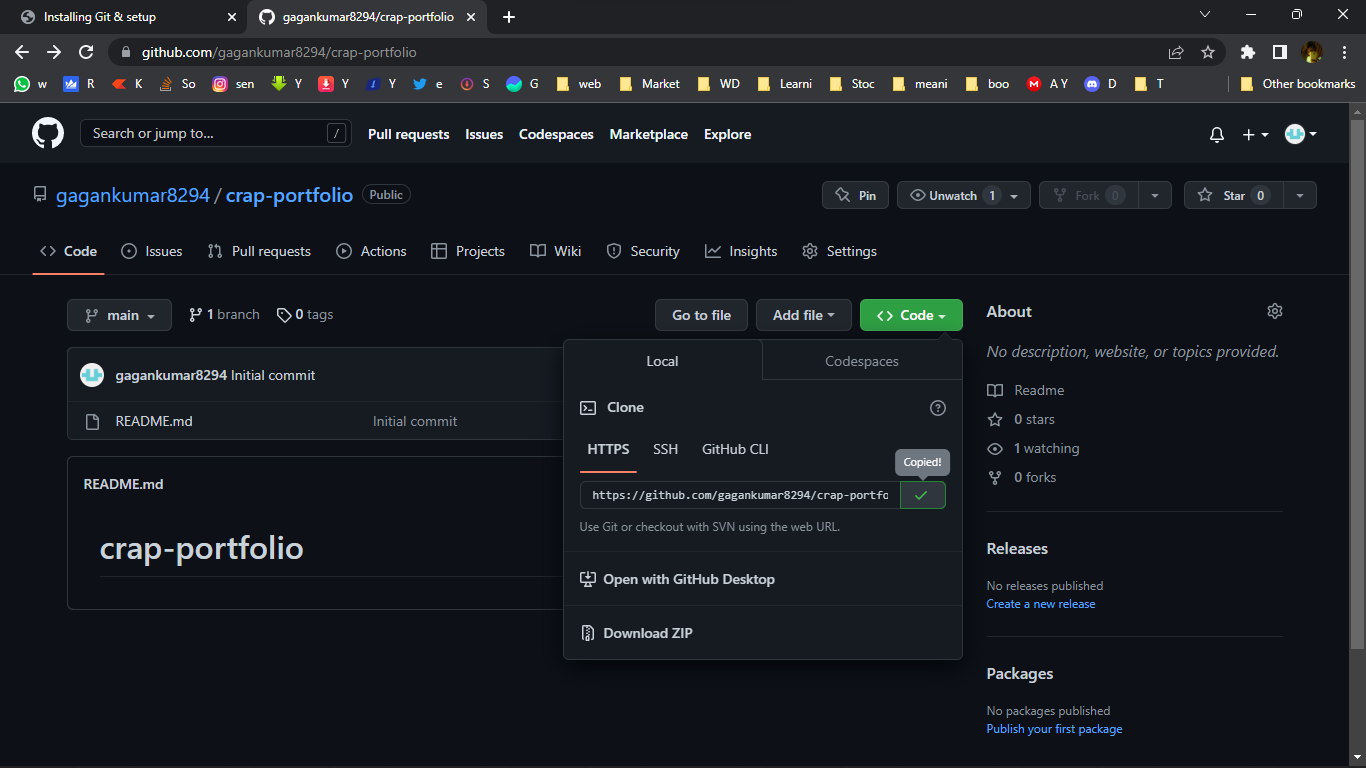 Installing Git & setup
gagankumar8294/crap-portfolio
github.com/gagankumar8294/crap-portfolio
w R K So sen Y Y Y e S G web Market WD Learni Stoc meani boo A Y D T Other bookmarks
Search or jump to... / Pull requests Issues Codespaces Marketplace Explore
gagankumar8294 / crap-portfolio Public Pin Unwatch 1 Fork 0 Star 0
Code Issues Pull requests Actions Projects Wiki Security Insights Settings
main 1 branch 0 tags Go to file Add file Code
gagankumar8294 Initial commit
README.md Initial commit
README.md
crap-portfolio
Local Codespaces
Clone
HTTPS SSH GitHub CLI
Copied!
https://github.com/gagankumar8294/crap-portfo
Use Git or checkout with SVN using the web URL.
Open with GitHub Desktop
Download ZIP
About
No description, website, or topics provided.
Readme
0 stars
1 watching
0 forks
Releases
No releases published
Create a new release
Packages
No packages published
Publish your first package